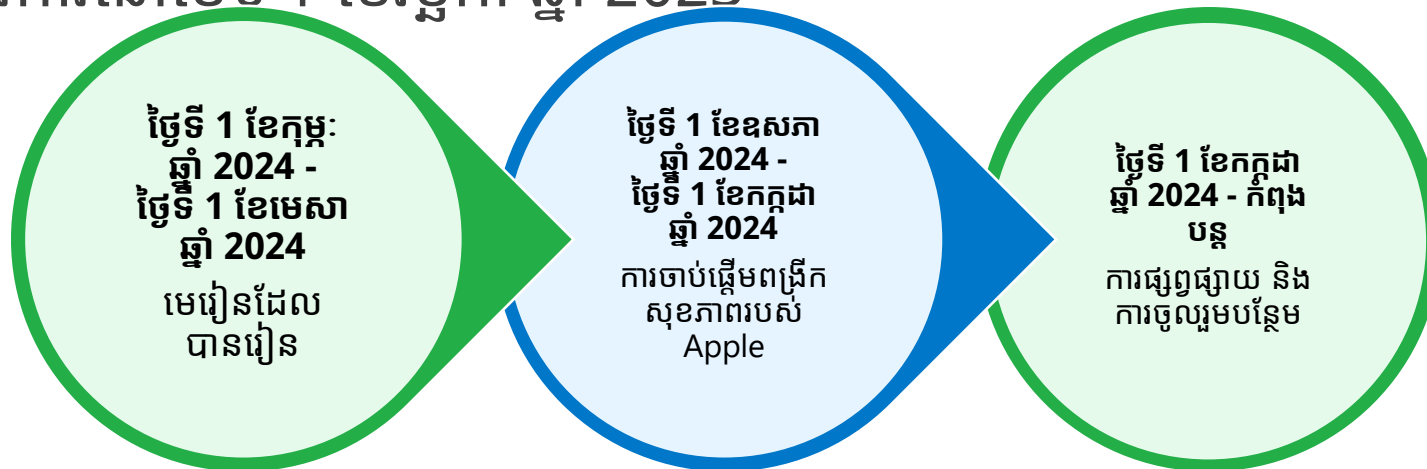 ថ្ងៃទី 1 ខែកុម្ភៈ
ឆ្នាំ 2024 -
ថ្ងៃទី 1 ខែមេសា
ឆ្នាំ 2024
មេរៀនដែល
បានរៀន
ថ្ងៃទី 1 ខែឧសភា
ឆ្នាំ 2024 -
ថ្ងៃទី 1 ខែកក្កដា
ឆ្នាំ 2024
ការចាប់ផ្តើមពង្រីក
សុខភាពរបស់
Apple
ថ្ងៃទី 1 ខែកក្កដា
ឆ្នាំ 2024 - កំពុង
បន្ត
ការផ្សព្វផ្សាយ និង
ការចូលរួមបន្ថែម